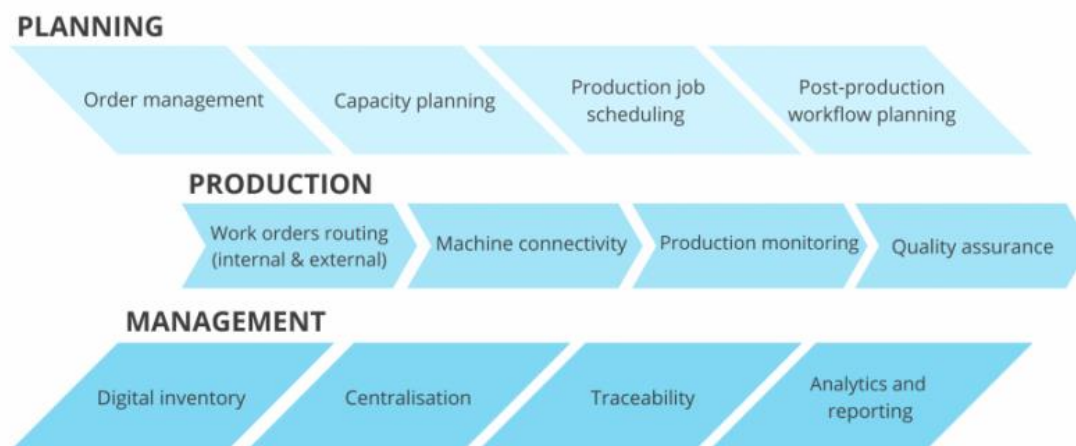 PLANNING
Order management
Capacity planning
Production job
scheduling
Post-production
workflow planning
PRODUCTION
Work orders routing
(internal & external)
Machine connectivity
Production monitoring
Quality assurance
MANAGEMENT
Digital inventory
Centralisation
Traceability
Analytics and
reporting